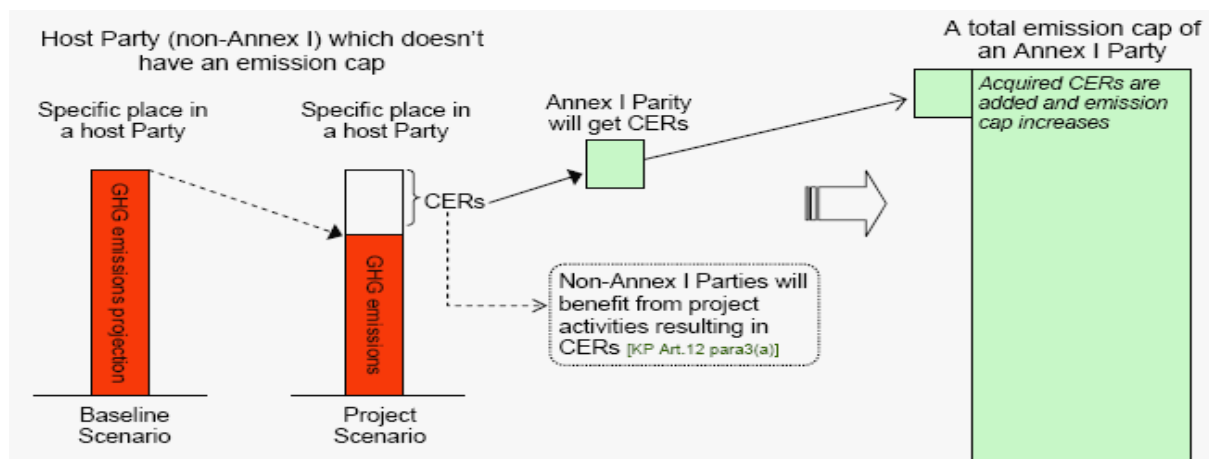 Host Party (non-Annex I) which doesn't
have an emission cap
Specific place in
a host Party
Specific place in
a host Party
GHG emissions projection
GHG emissions
CERs
Baseline
Scenario
Project
Scenario
Annex I Parity
will get CERs
Non-Annex I Parties will
benefit from project
activities resulting in
CERs [KP Art.12 para3(a)]
A total emission cap of
an Annex I Party
Acquired CERs are
added and emission
cap increases